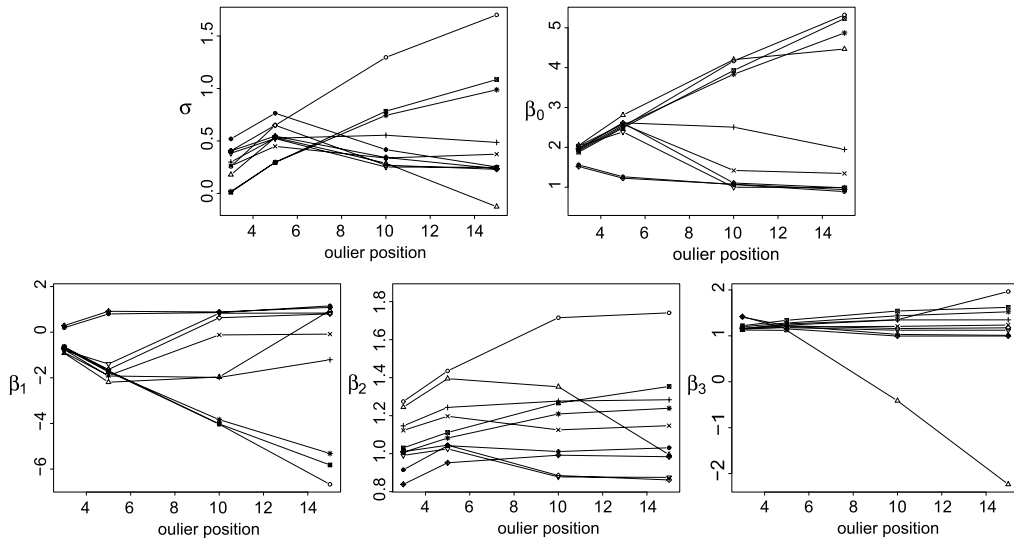 σ
0.0 0.5 1.0 1.5
4 6 8 10 12 14
oulier position
β0
1 2 3 4 5
4 6 8 10 12 14
oulier position
β1
−6 −4 −2 0 2
4 6 8 10 12 14
oulier position
β2
0.8 1.0 1.2 1.4 1.6 1.8
4 6 8 10 12 14
oulier position
β3
−2 −1 0 1 2
4 6 8 10 12 14
oulier position